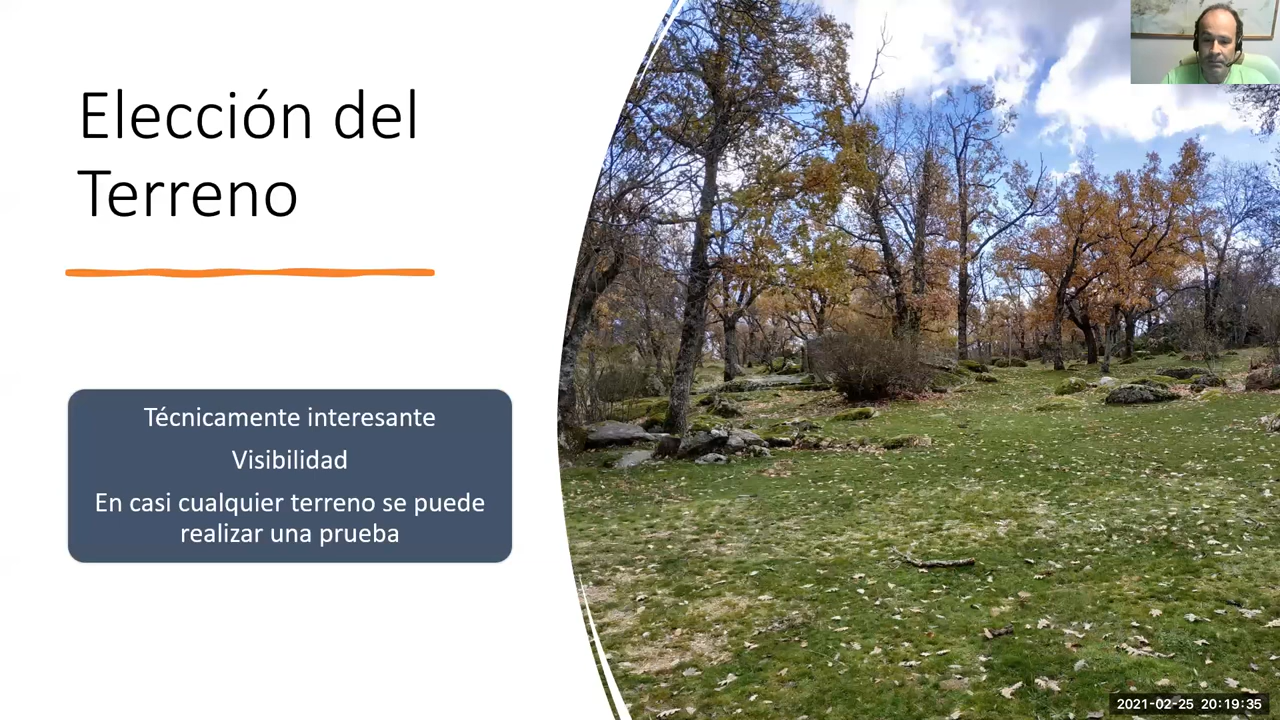 Elección del
Terreno
Técnicamente interesante
Visibilidad
En casi cualquier terreno se puede
realizar una prueba
2021-02-25 20:19:35